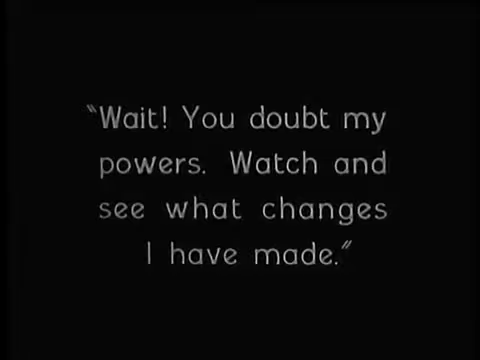 "Wait! You doubt my
powers. Watch and
see what changes
I have made."